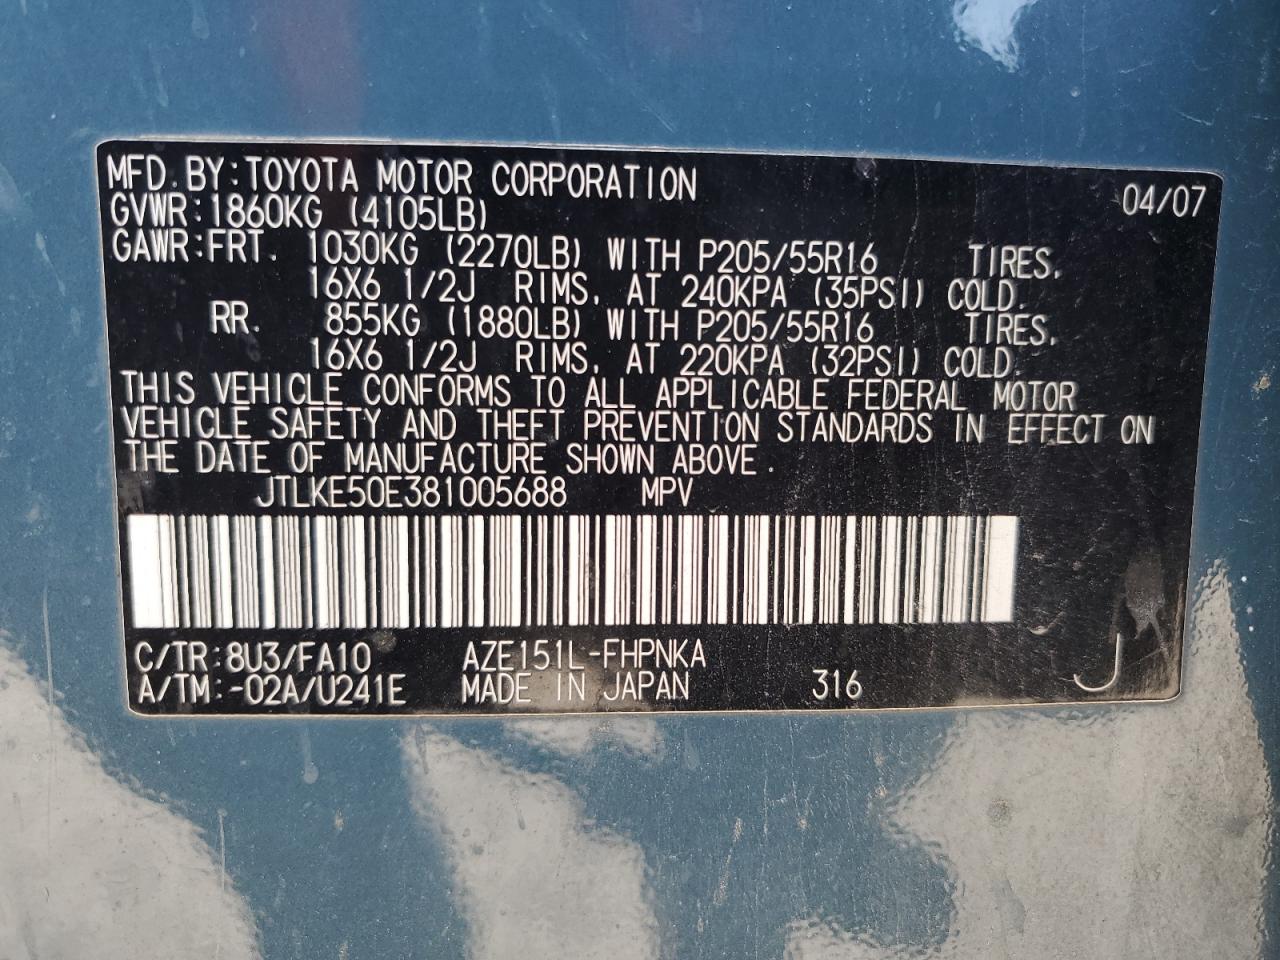 MFD.BY:TOYOTA MOTOR CORPORATION 04/07
GVWR:1860KG (4105LB)
GAWR:FRT. 1030KG (2270LB) WITH P205/55R16 TIRES,
16X6 1/2J RIMS, AT 240KPA (35PSI) COLD.
RR. 855KG (1880LB) WITH P205/55R16 TIRES,
16X6 1/2J RIMS, AT 220KPA (32PSI) COLD.
THIS VEHICLE CONFORMS TO ALL APPLICABLE FEDERAL MOTOR
VEHICLE SAFETY AND THEFT PREVENTION STANDARDS IN EFFECT ON
THE DATE OF MANUFACTURE SHOWN ABOVE.
JTLKE50E381005688 MPV
C/TR:8U3/FA10 AZE151L-FHPNKA
A/TM:-02A/U241E MADE IN JAPAN 316 J